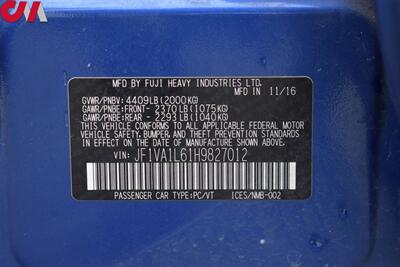 MFD BY FUJI HEAVY INDUSTRIES LTD.
GVWR/PNBV: 4409LB (2000KG) 11/16
GAWR/PNBE:FRONT- 2370LB (1075KG)
GAWR/PNBE:REAR - 2293LB (1040KG)
THIS VEHICLE CONFORMS TO ALL APPLICABLE FEDERAL MOTOR
VEHICLE SAFETY, BUMPER, AND THEFT PREVENTION STANDARDS
IN EFFECT ON THE DATE OF MANUFACTURE SHOWN ABOVE.
VIN: JF1VA1L61H9827012
PASSENGER CAR TYPE:PC/VT ICES/NMB-002